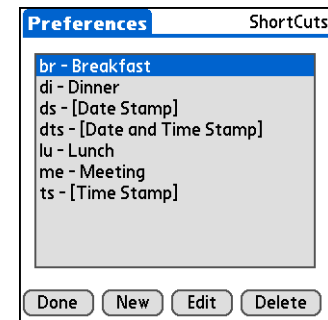 Preferences ShortCuts
br - Breakfast
di - Dinner
ds - [Date Stamp]
dts - [Date and Time Stamp]
lu - Lunch
me - Meeting
ts - [Time Stamp]
Done New Edit Delete